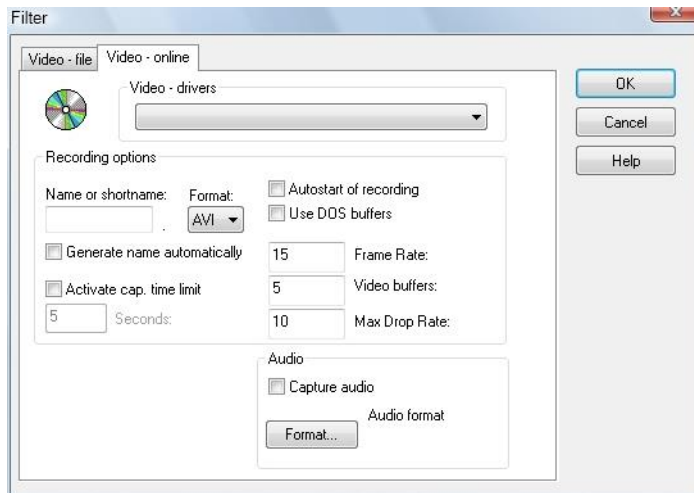 Filter
Video - file
Video - online
OK
Cancel
Help
Video - drivers
Recording options
Name or shortname:
Format:
.
AVI
Autostart of recording
Use DOS buffers
Generate name automatically
15
Frame Rate:
Activate cap. time limit
5
Video buffers:
5
Seconds:
10
Max Drop Rate:
Audio
Capture audio
Audio format
Format...